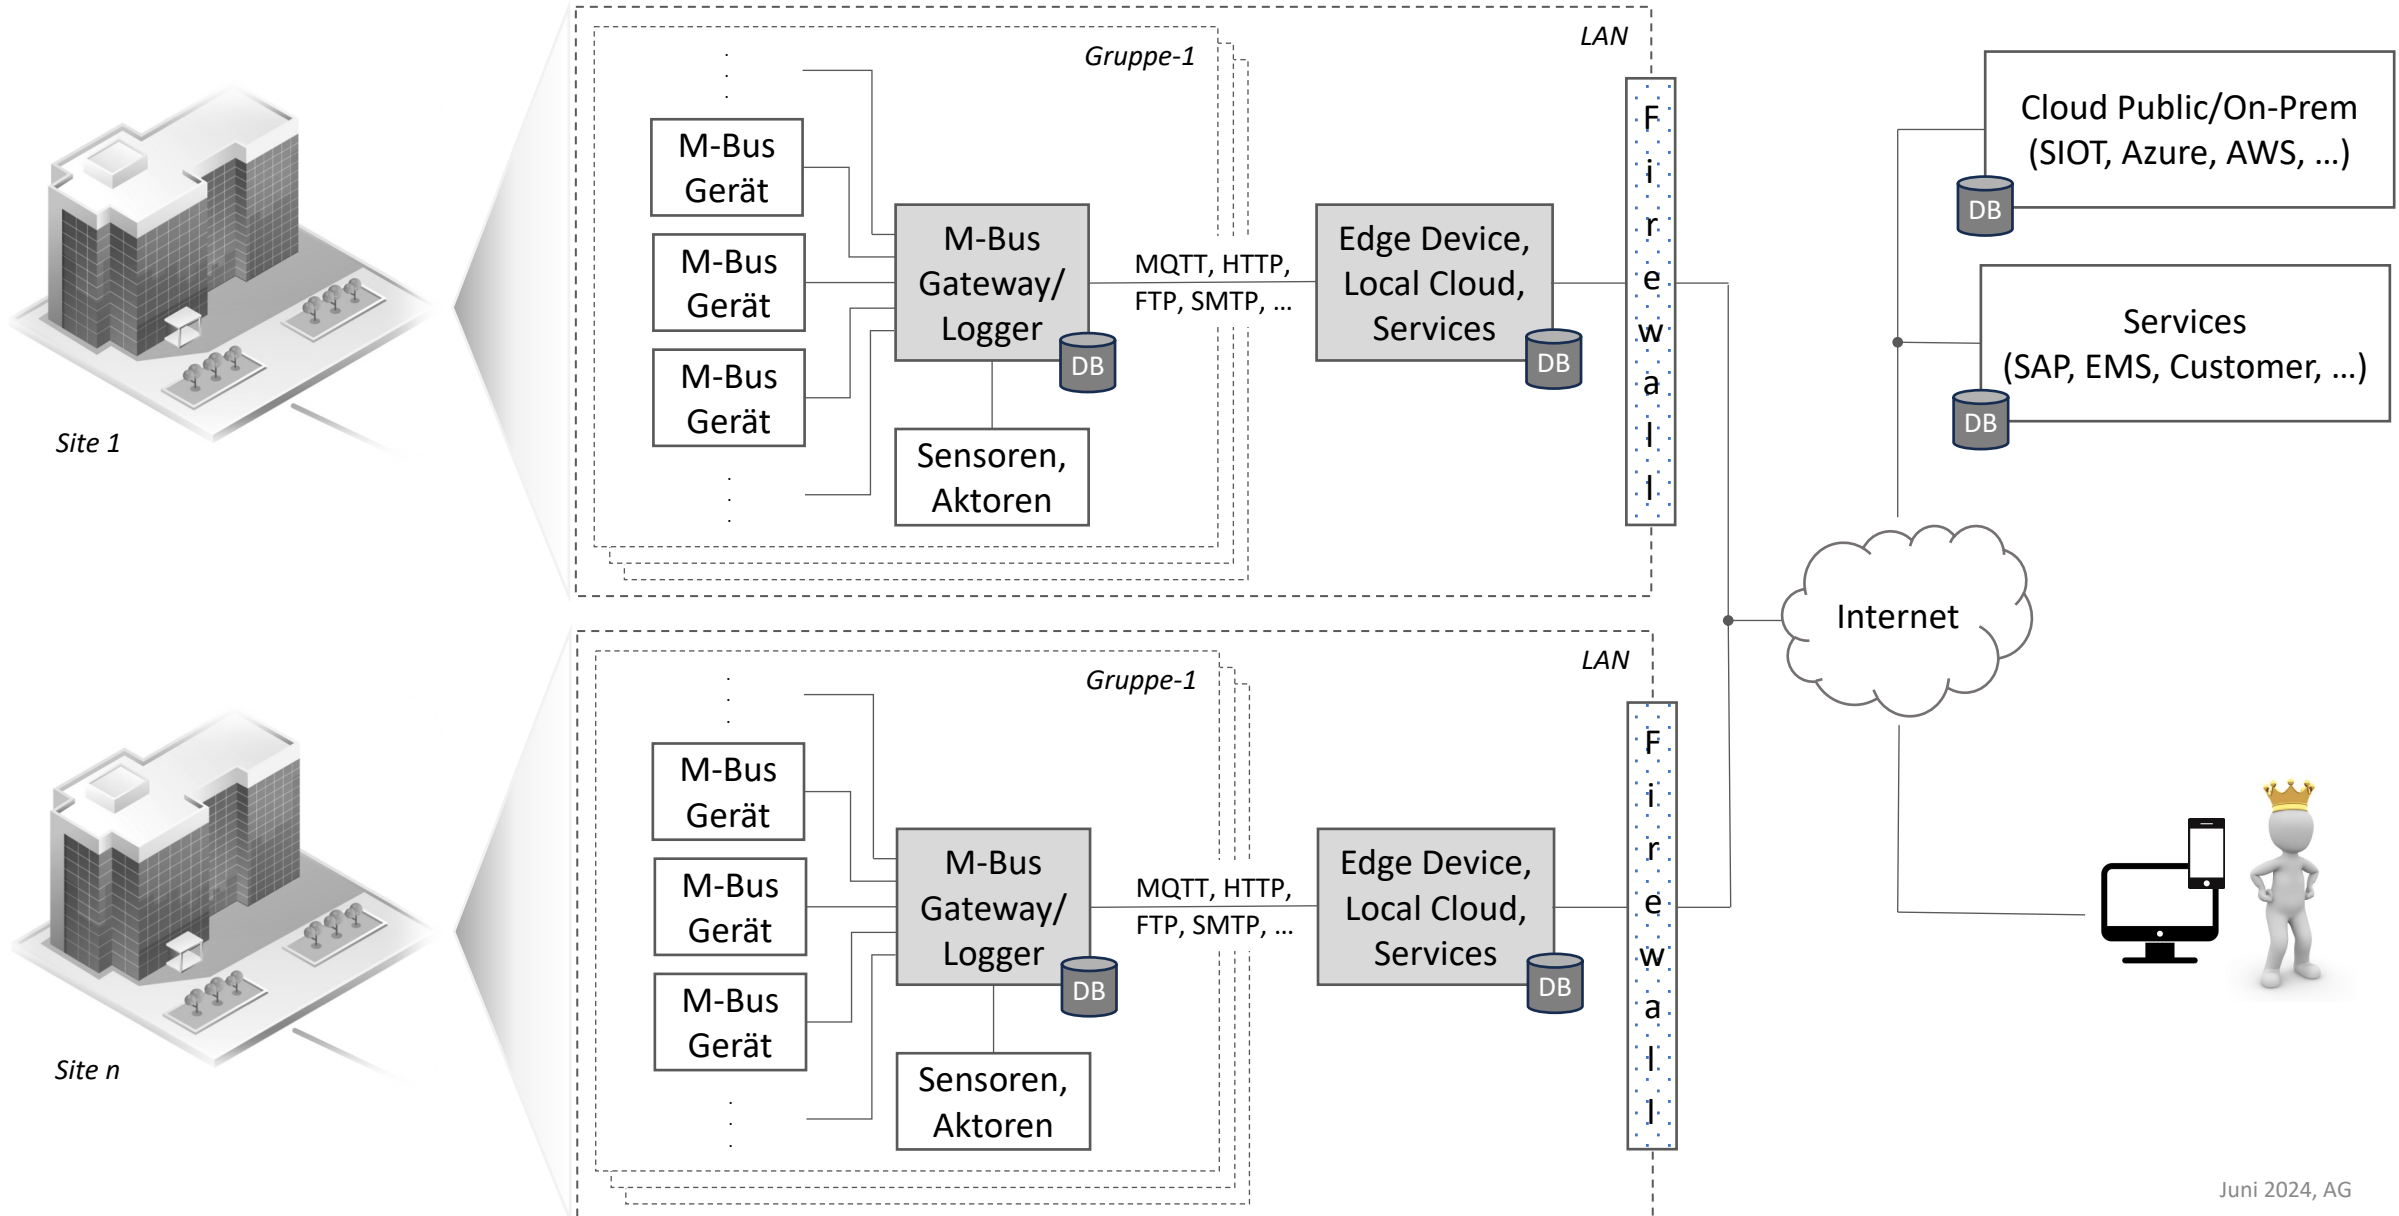 LAN
Gruppe-1
M-Bus
Gerät
M-Bus
Gerät
M-Bus
Gerät
M-Bus
Gateway/
Logger
DB
Sensoren,
Aktoren
MQTT, HTTP,
FTP, SMTP, ...
Edge Device,
Local Cloud,
Services
DB
Firewall
Site 1
Cloud Public/On-Prem
(SIOT, Azure, AWS, ...)
DB
Services
(SAP, EMS, Customer, ...)
DB
Internet
LAN
Gruppe-1
M-Bus
Gerät
M-Bus
Gerät
M-Bus
Gerät
M-Bus
Gateway/
Logger
DB
Sensoren,
Aktoren
MQTT, HTTP,
FTP, SMTP, ...
Edge Device,
Local Cloud,
Services
DB
Firewall
Site n
Juni 2024, AG